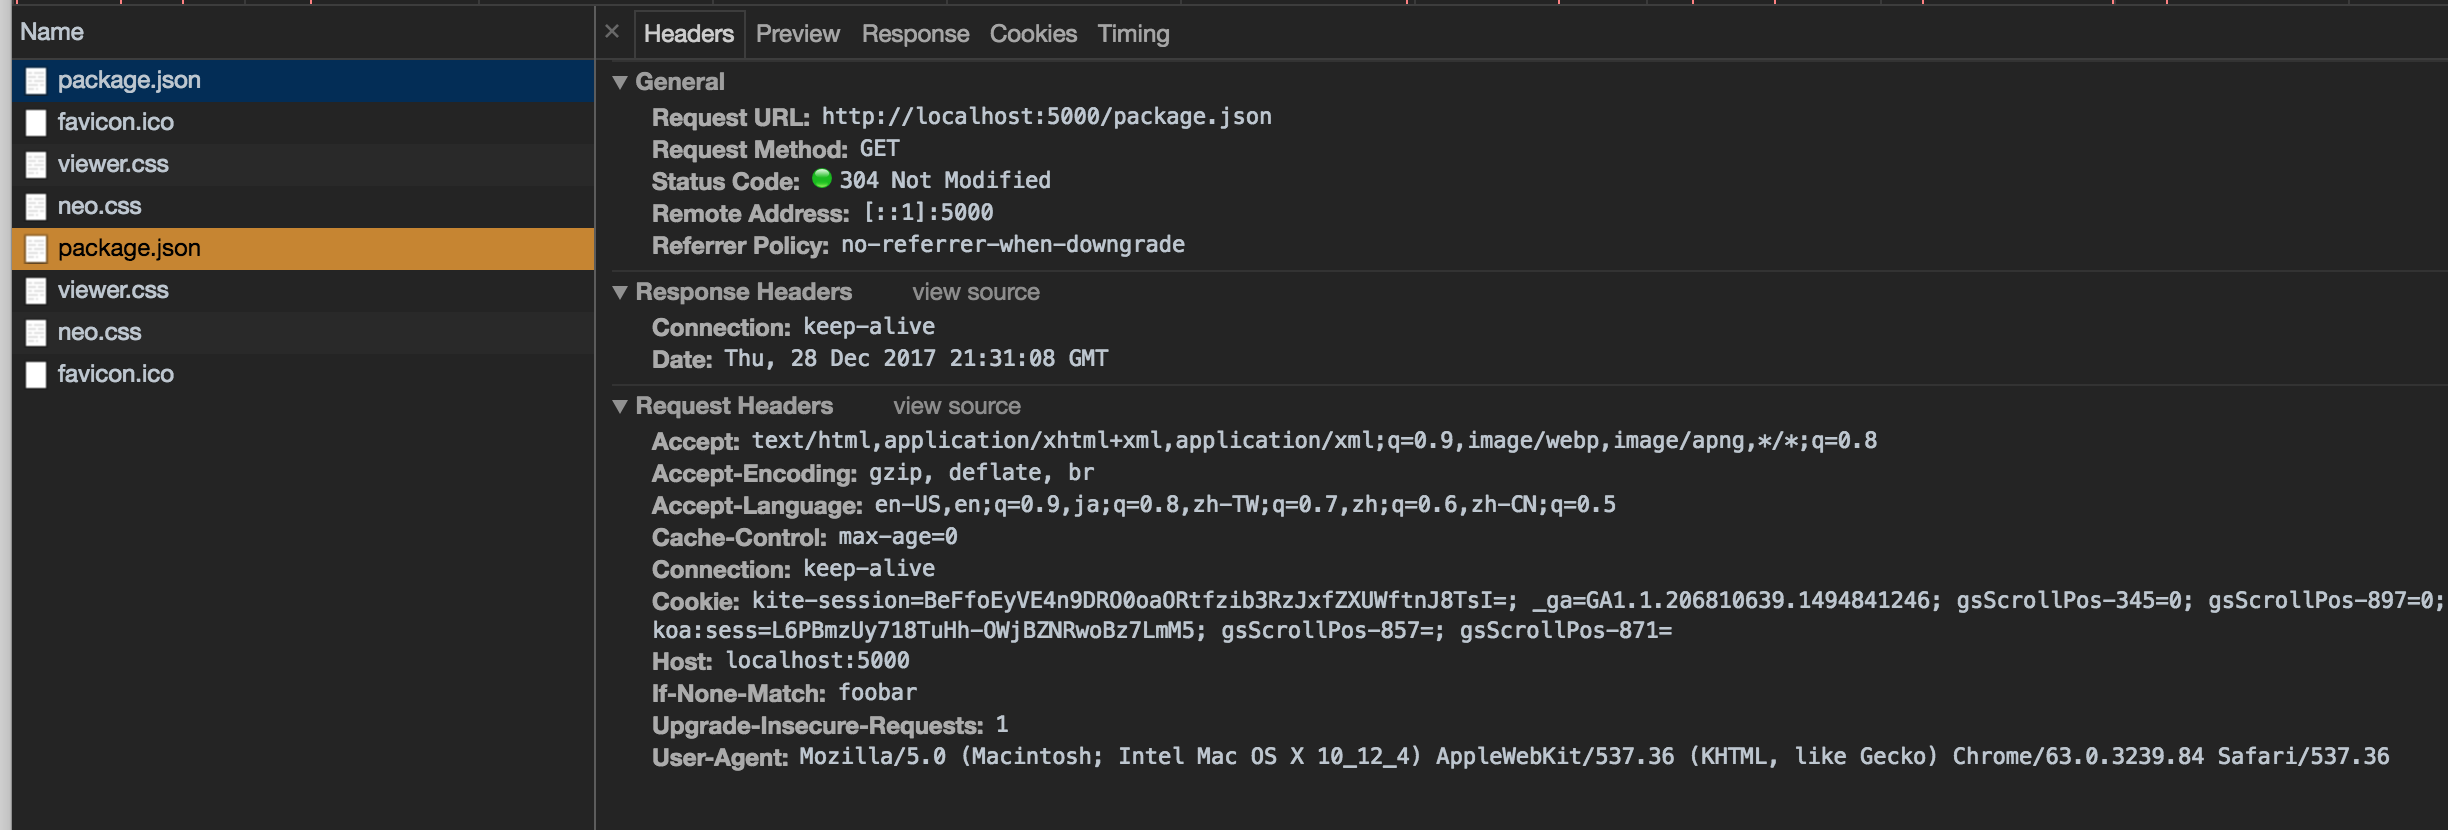 Name
package.json
favicon.ico
viewer.css
neo.css
package.json
viewer.css
neo.css
favicon.ico
× Headers Preview Response Cookies Timing
▼ General
Request URL: http://localhost:5000/package.json
Request Method: GET
Status Code: 304 Not Modified
Remote Address: [::1]:5000
Referrer Policy: no-referrer-when-downgrade
▼ Response Headers view source
Connection: keep-alive
Date: Thu, 28 Dec 2017 21:31:08 GMT
▼ Request Headers view source
Accept: text/html,application/xhtml+xml,application/xml;q=0.9,image/webp,image/apng,*/*;q=0.8
Accept-Encoding: gzip, deflate, br
Accept-Language: en-US,en;q=0.9,ja;q=0.8,zh-TW;q=0.7,zh;q=0.6,zh-CN;q=0.5
Cache-Control: max-age=0
Connection: keep-alive
Cookie: kite-session=BeFfoEyVE4n9DRO0oaORtfzib3RzJxfZXUWftnJ8TsI=; _ga=GA1.1.206810639.1494841246; gsScrollPos-345=0; gsScrollPos-897=0;
koa:sess=L6PBmzUy718TuHh-OWjBZNRwoBz7LmM5; gsScrollPos-857=; gsScrollPos-871=
Host: localhost:5000
If-None-Match: foobar
Upgrade-Insecure-Requests: 1
User-Agent: Mozilla/5.0 (Macintosh; Intel Mac OS X 10_12_4) AppleWebKit/537.36 (KHTML, like Gecko) Chrome/63.0.3239.84 Safari/537.36